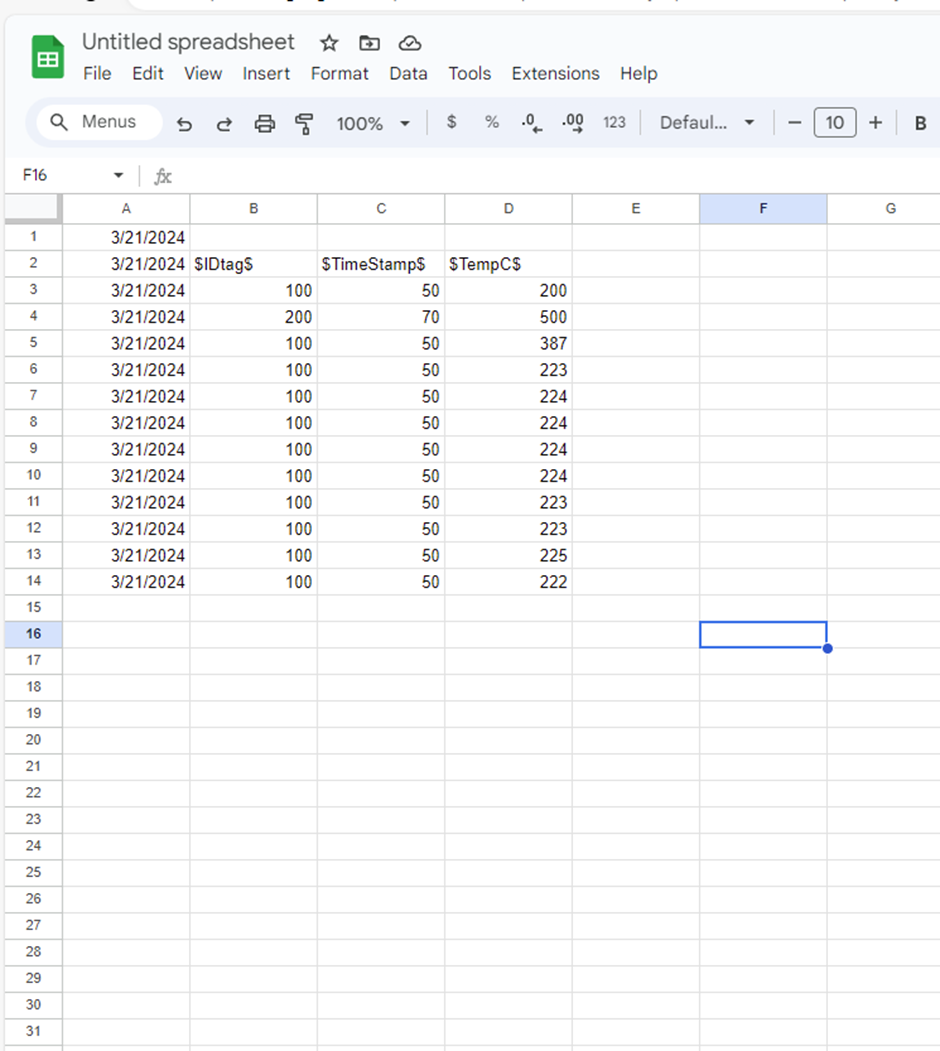 Untitled spreadsheet
File Edit View Insert Format Data Tools Extensions Help
Menus 100% $ % .0 .00 123 Defaul... − 10 + B
F16 fx
A B C D E F G
1 3/21/2024
2 3/21/2024 $IDtag$ $TimeStamp$ $TempC$
3 3/21/2024 100 50 200
4 3/21/2024 200 70 500
5 3/21/2024 100 50 387
6 3/21/2024 100 50 223
7 3/21/2024 100 50 224
8 3/21/2024 100 50 224
9 3/21/2024 100 50 224
10 3/21/2024 100 50 224
11 3/21/2024 100 50 223
12 3/21/2024 100 50 223
13 3/21/2024 100 50 225
14 3/21/2024 100 50 222
15
16
17
18
19
20
21
22
23
24
25
26
27
28
29
30
31